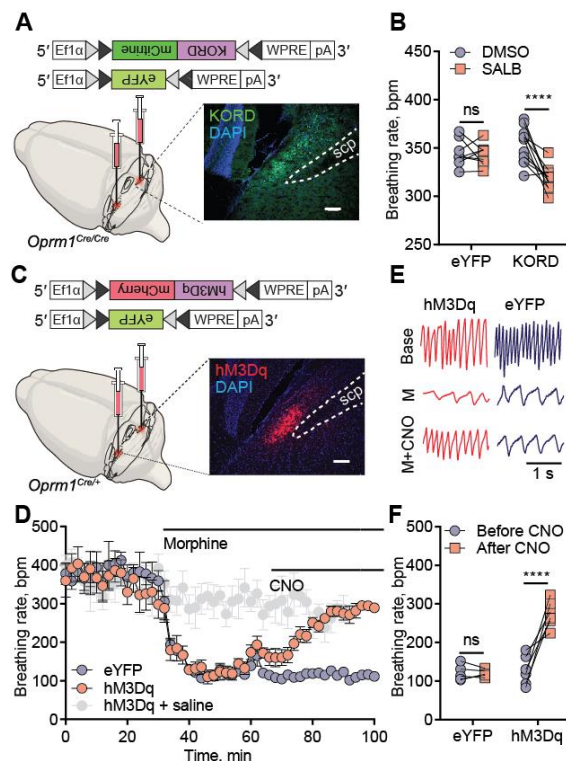 A
5′ Ef1α mCitrine KORD WPRE pA 3′
5′ Ef1α eYFP WPRE pA 3′
KORD
DAPI
scp
Oprm1Cre/Cre
B
DMSO
SALB
Breathing rate, bpm
400
350
300
250
ns
****
eYFP KORD
C
5′ Ef1α mCherry hM3Dq WPRE pA 3′
5′ Ef1α eYFP WPRE pA 3′
hM3Dq
DAPI
scp
Oprm1Cre/+
E
hM3Dq eYFP
Base
M
M+CNO
1 s
D
Breathing rate, bpm
500
400
300
200
100
0
Morphine
CNO
eYFP
hM3Dq
hM3Dq + saline
0 20 40 60 80 100
Time, min
F
Before CNO
After CNO
Breathing rate, bpm
500
400
300
200
100
0
ns
****
eYFP hM3Dq